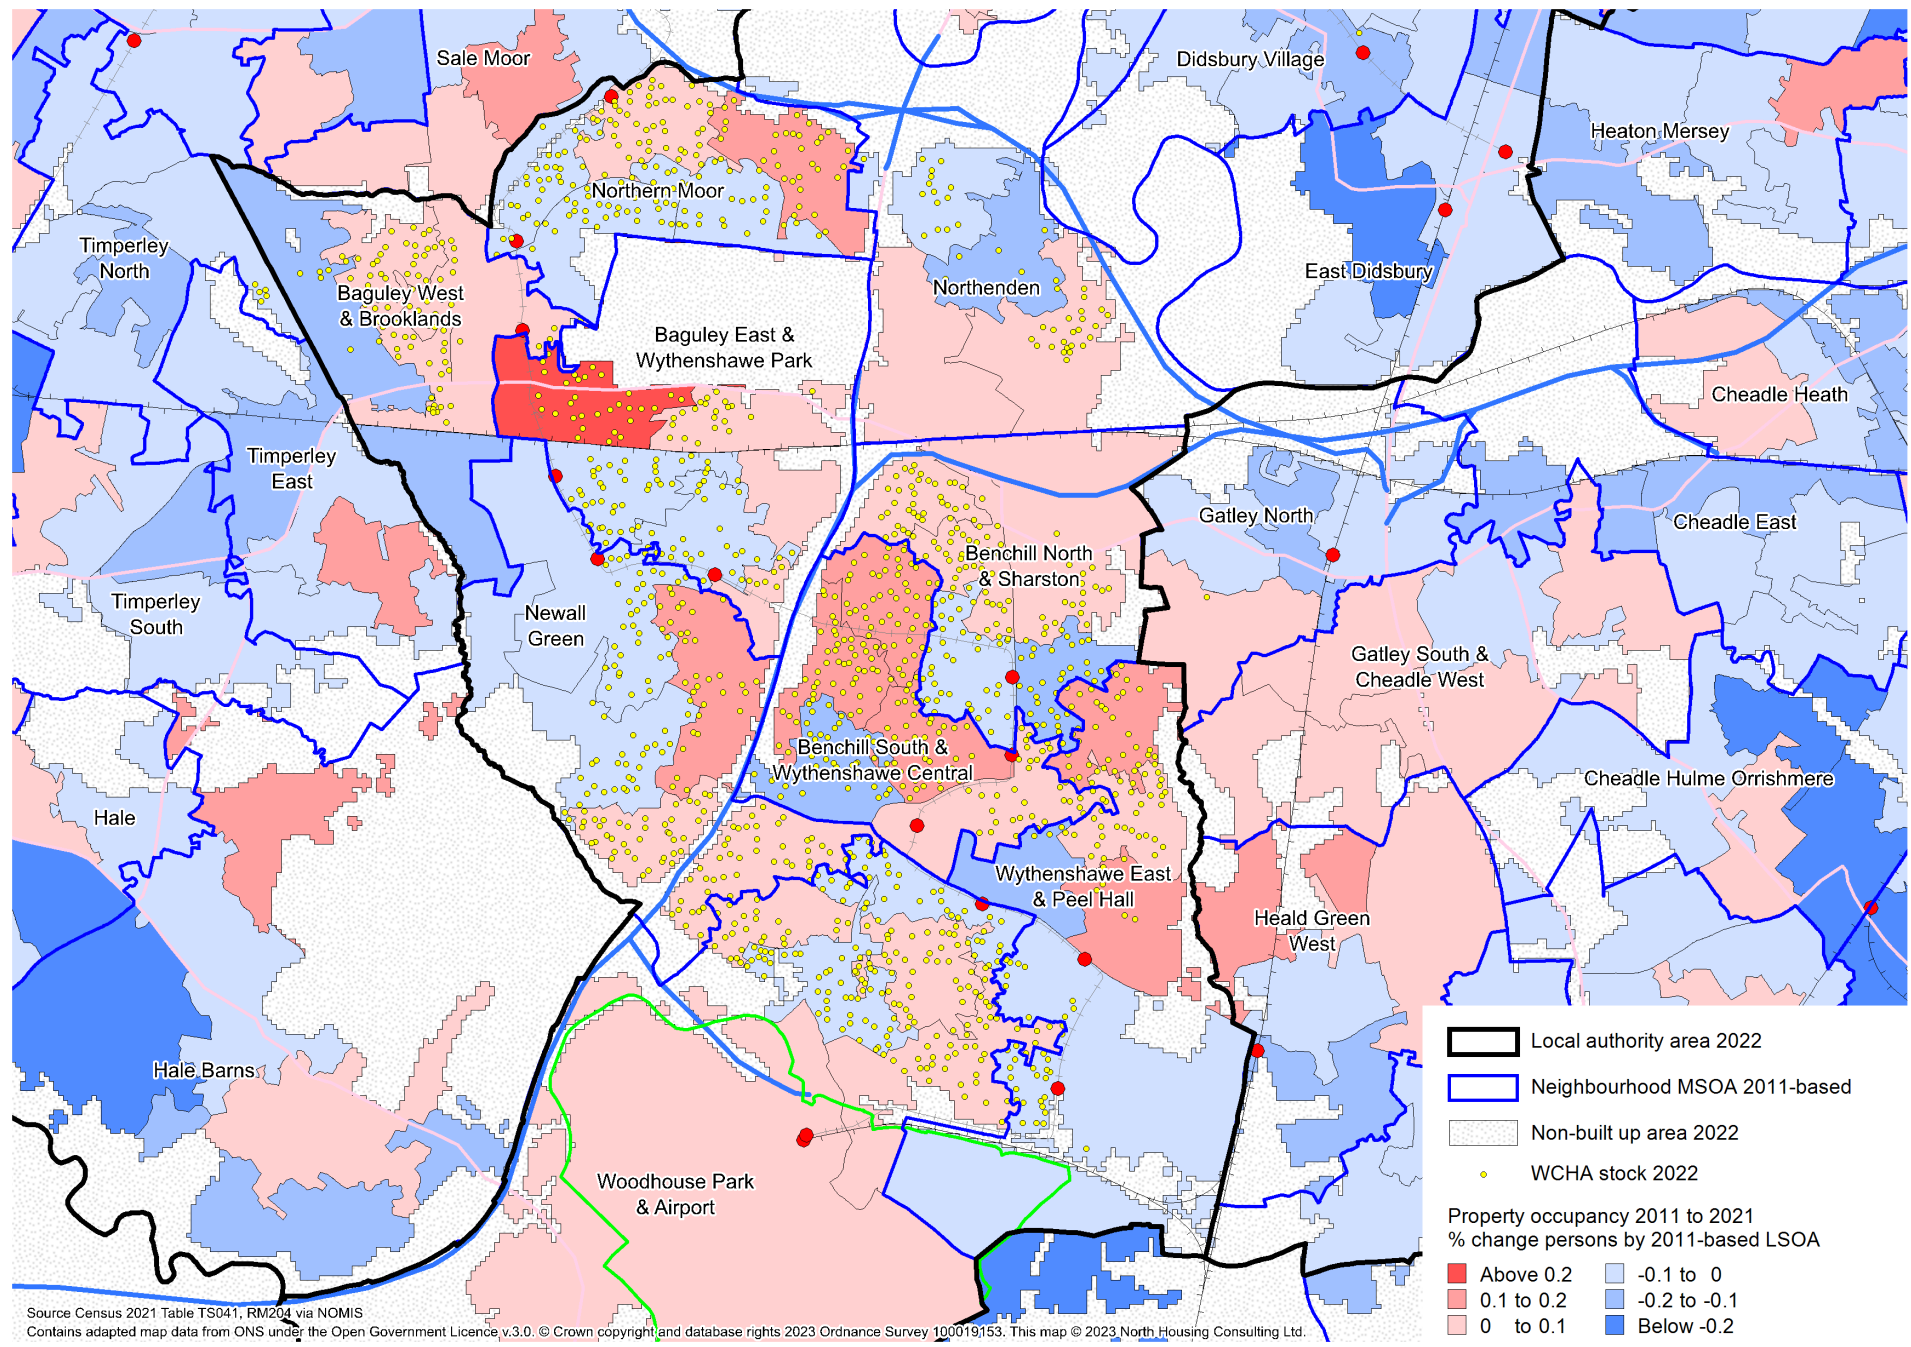 Sale Moor
Didsbury Village
Heaton Mersey
Northern Moor
Timperley
North
East Didsbury
Baguley West
& Brooklands
Northenden
Baguley East &
Wythenshawe Park
Cheadle Heath
Timperley
East
Gatley North
Cheadle East
Benchill North
& Sharston
Timperley
South
Newall
Green
Gatley South &
Cheadle West
Benchill South &
Wythenshawe Central
Cheadle Hulme Orrishmere
Hale
Wythenshawe East
& Peel Hall
Heald Green
West
Hale Barns
Woodhouse Park
& Airport
Local authority area 2022
Neighbourhood MSOA 2011-based
Non-built up area 2022
WCHA stock 2022
Property occupancy 2011 to 2021
% change persons by 2011-based LSOA
Above 0.2
0.1 to 0.2
0 to 0.1
-0.1 to 0
-0.2 to -0.1
Below -0.2
Source Census 2021 Table TS041, RM204 via NOMIS
Contains adapted map data from ONS under the Open Government Licence v.3.0. © Crown copyright and database rights 2023 Ordnance Survey 100019153. This map © 2023 North Housing Consulting Ltd.